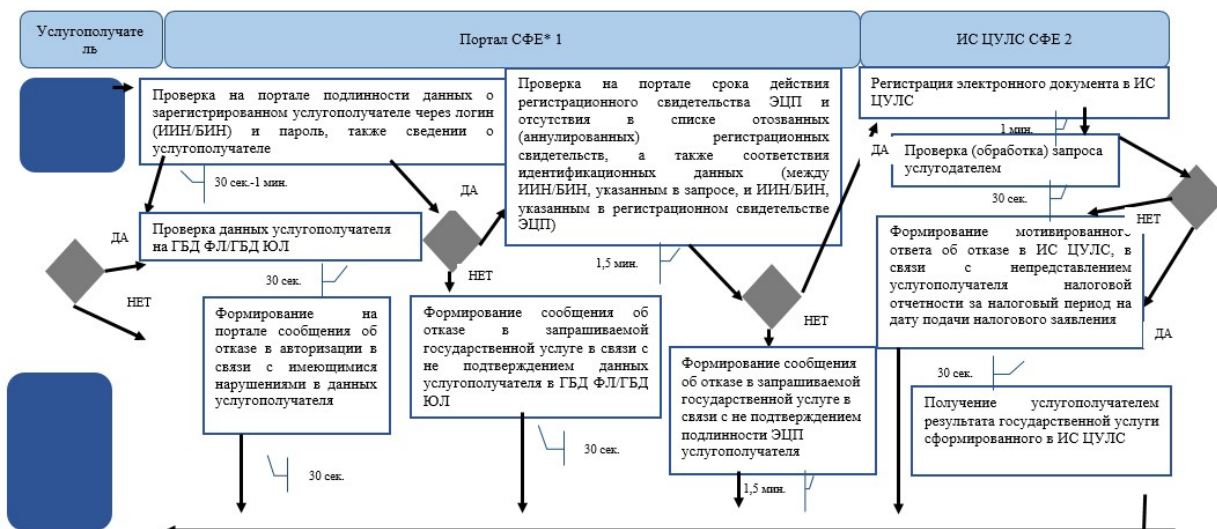 Услугополучате
ль
Портал СФЕ* 1
ИС ЦУЛС СФЕ 2
Проверка на портале подлинности данных о
зарегистрированном услугополучателе через логин
(ИИН/БИН) и пароль, также сведении о
услугополучателе
30 сек.-1 мин.
ДА
Проверка данных услугополучателя
на ГБД ФЛ/ГБД ЮЛ
30 сек.
НЕТ
Формирование на
портале сообщения об
отказе в авторизации в
связи с имеющимися
нарушениями в данных
услугополучателя
30 сек.
ДА
НЕТ
Формирование сообщения об
отказе в запрашиваемой
государственной услуге в связи с
не подтверждением данных
услугополучателя в ГБД ФЛ/ГБД
ЮЛ
30 сек.
Проверка на портале срока действия
регистрационного свидетельства ЭЦП и
отсутствия в списке отозванных
(аннулированных) регистрационных
свидетельств, а также соответствия
идентификационных данных (между
ИИН/БИН, указанным в запросе, и ИИН/БИН,
указанным в регистрационном свидетельстве
ЭЦП)
1,5 мин.
ДА
НЕТ
Формирование сообщения
об отказе в запрашиваемой
государственной услуге в
связи с не подтверждением
подлинности ЭЦП
услугополучателя
1,5 мин.
Регистрация электронного документа в ИС
ЦУЛС
1 мин.
Проверка (обработка) запроса
услугодателем
30 сек.
НЕТ
Формирование мотивированного
ответа об отказе в ИС ЦУЛС, в
связи с непредставлением
услугополучателя налоговой
отчетности за налоговый период на
дату подачи налогового заявления
ДА
30 сек.
Получение услугополучателем
результата государственной услуги
сформированного в ИС ЦУЛС